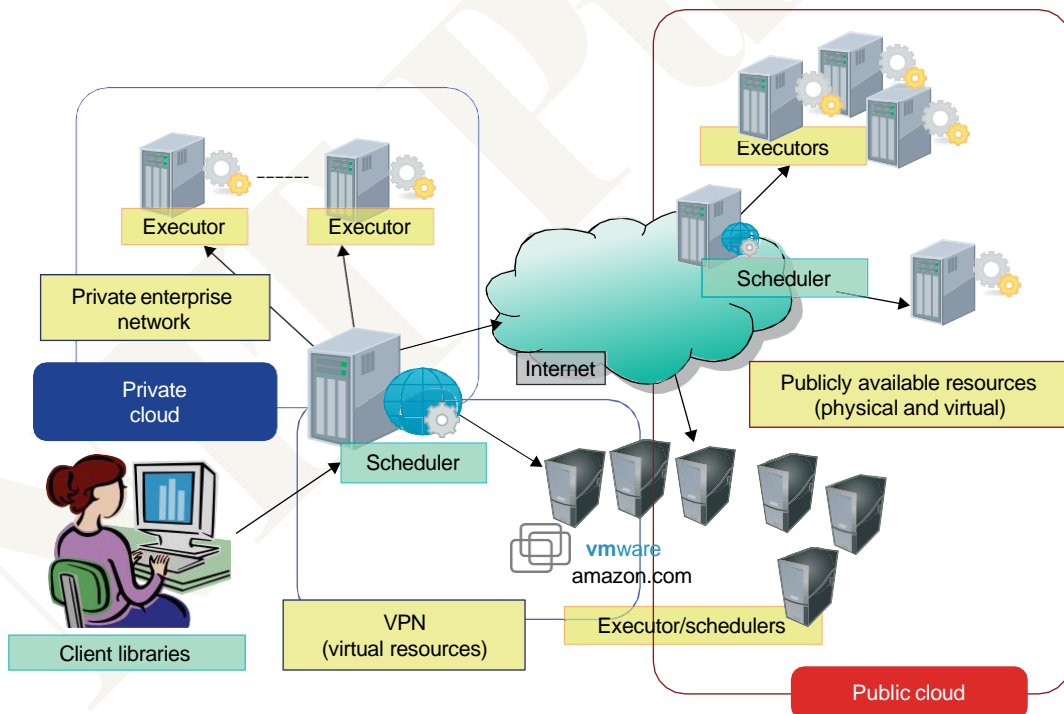 Executors
Executor
Executor
Private enterprise
network
Scheduler
Internet
Private
cloud
Publicly available resources
(physical and virtual)
Scheduler
vmware
amazon.com
VPN
(virtual resources)
Executor/schedulers
Client libraries
Public cloud